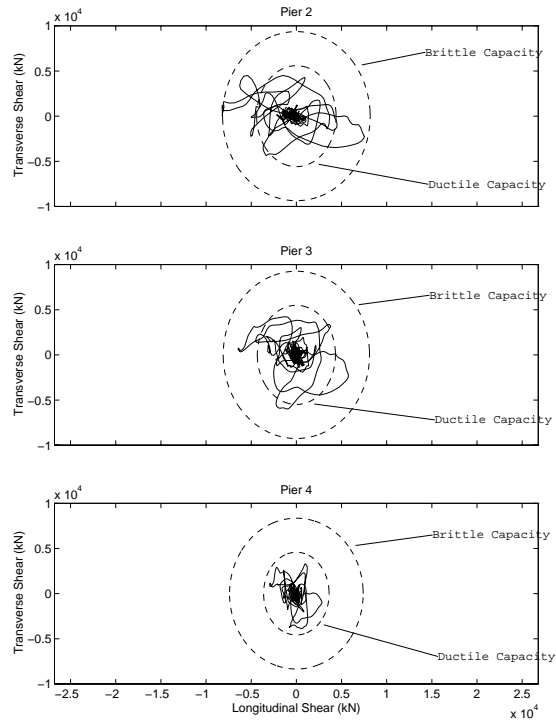 Pier 2
x 10^4
1
0.5
0
−0.5
−1
Transverse Shear (kN)
Brittle Capacity
Ductile Capacity
Pier 3
x 10^4
1
0.5
0
−0.5
−1
Transverse Shear (kN)
Brittle Capacity
Ductile Capacity
Pier 4
x 10^4
1
0.5
0
−0.5
−1
Transverse Shear (kN)
Brittle Capacity
Ductile Capacity
−2.5 −2 −1.5 −1 −0.5 0 0.5 1 1.5 2 2.5
Longitudinal Shear (kN)
x 10^4